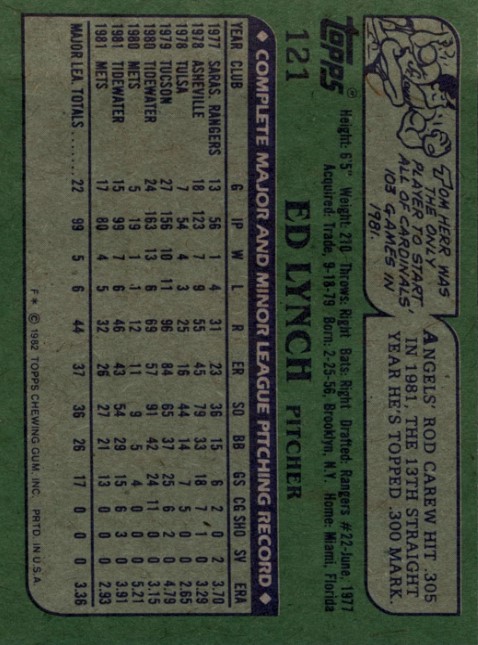 TOM HERR WAS
THE ONLY
PLAYER TO START
ALL OF CARDINALS'
103 GAMES IN
1981.
ANGELS' ROD CAREW HIT .305
IN 1981, THE 13TH STRAIGHT
YEAR HE'S TOPPED .300 MARK.
TOPPS ®
121
Height: 6'5" Weight: 210 Throws: Right Bats: Right Drafted: Rangers #22-June, 1977
Acquired: Trade, 9-18-79 Born: 2-25-56, Brooklyn, N.Y. Home: Miami, Florida
ED LYNCH PITCHER
◆ COMPLETE MAJOR AND MINOR LEAGUE PITCHING RECORD ◆
YEAR CLUB G IP W L R ER SO BB GS CG SHO SV ERA
1977 SARAS. RANGERS 13 56 1 4 31 23 36 15 6 2 0 2 3.70
1978 ASHEVILLE 18 123 7 9 55 45 79 33 18 7 1 0 3.29
1978 TULSA 7 54 4 3 25 16 44 14 7 5 0 0 2.65
1979 TUCSON 27 156 10 11 96 84 65 37 25 6 2 0 4.79
1980 TIDEWATER 24 163 13 6 69 57 91 42 24 11 0 0 3.15
1980 METS 5 19 1 1 12 11 9 5 4 0 0 0 5.21
1981 TIDEWATER 15 99 7 6 46 43 54 29 15 6 3 0 3.91
1981 METS 17 80 4 5 32 26 27 21 13 0 0 0 2.93
MAJOR LEA. TOTALS ....... 22 99 5 6 44 37 36 26 17 0 0 0 3.36
F* © 1982 TOPPS CHEWING GUM, INC. PRTD. IN U.S.A.